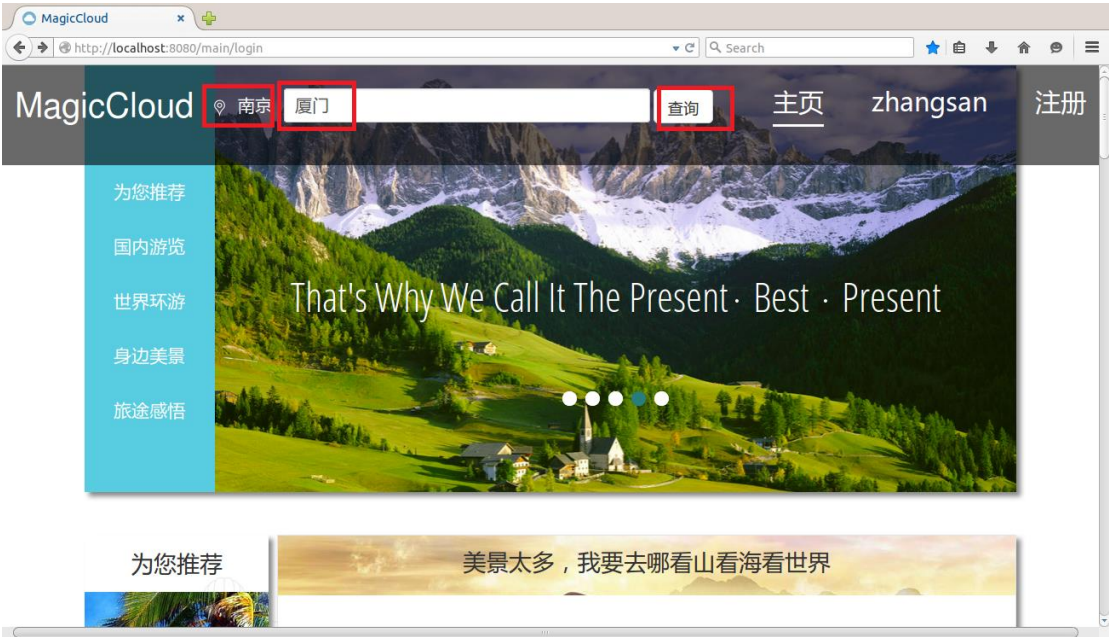 MagicCloud
http://localhost:8080/main/login
Search
MagicCloud 南京 厦门 查询 主页 zhangsan 注册
为您推荐
国内游览
世界环游
身边美景
旅途感悟
That's Why We Call It The Present · Best · Present
为您推荐
美景太多，我要去哪看山看海看世界